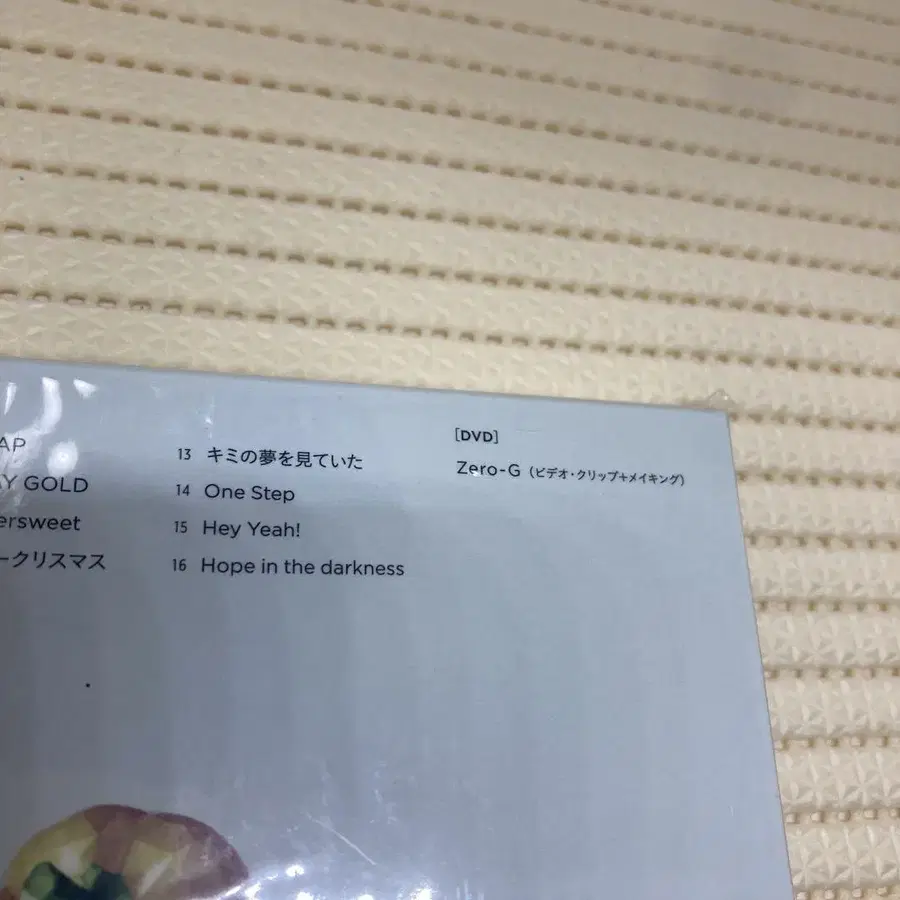 AP
AY GOLD
ersweet
ークリスマス
13 キミの夢を見ていた
14 One Step
15 Hey Yeah!
16 Hope in the darkness
[DVD]
Zero-G (ビデオ・クリップ+メイキング)